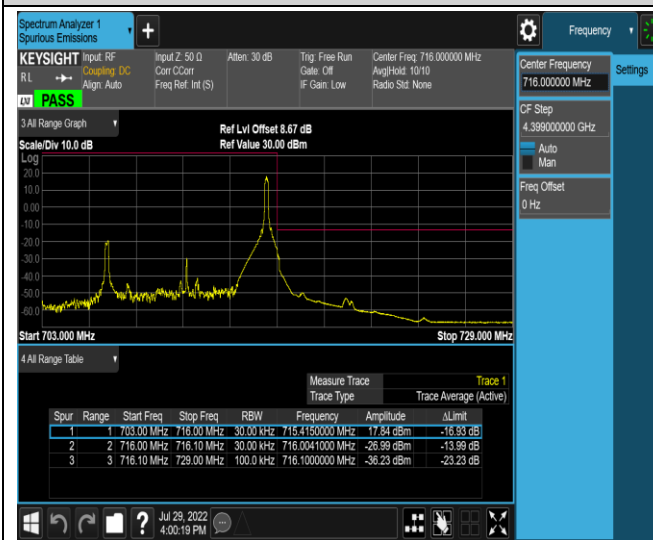 Spectrum Analyzer 1
Spurious Emissions
Frequency
KEYSIGHT
RL
Input: RF
Coupling: DC
Align: Auto
Input Z: 50 Ω
Corr CCorr
Freq Ref: Int (S)
Atten: 30 dB
Trig: Free Run
Gate: Off
IF Gain: Low
Center Freq: 716.000000 MHz
Avg|Hold: 10/10
Radio Std: None
LNI PASS
3 All Range Graph
Ref Lvl Offset 8.67 dB
Scale/Div 10.0 dB
Ref Value 30.00 dBm
Log
20.0
10.0
0.00
-10.0
-20.0
-30.0
-40.0
-50.0
-60.0
Start 703.000 MHz
Stop 729.000 MHz
4 All Range Table
Measure Trace Trace 1
Trace Type Trace Average (Active)
Spur Range Start Freq Stop Freq RBW Frequency Amplitude ΔLimit
1 1 703.00 MHz 716.00 MHz 30.00 kHz 715.4150000 MHz 17.84 dBm -16.93 dB
2 2 716.00 MHz 716.10 MHz 30.00 kHz 716.0041000 MHz -26.99 dBm -13.99 dB
3 3 716.10 MHz 729.00 MHz 100.0 kHz 716.1000000 MHz -36.23 dBm -23.23 dB
Jul 29, 2022
4:00:19 PM
Center Frequency
716.000000 MHz
Settings
CF Step
4.399000000 GHz
Auto
Man
Freq Offset
0 Hz